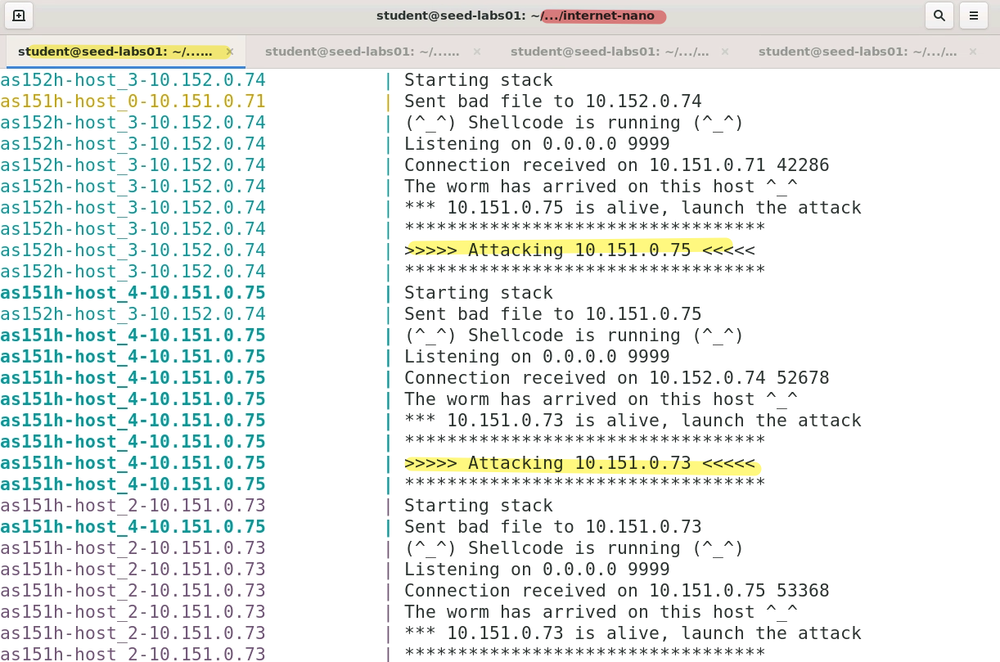 student@seed-labs01: ~/.../internet-nano
student@seed-labs01: ~/...... × student@seed-labs01: ~/...... × student@seed-labs01: ~/.../... × student@seed-labs01: ~/.../... ×
as152h-host_3-10.152.0.74 | Starting stack
as151h-host_0-10.151.0.71 | Sent bad file to 10.152.0.74
as152h-host_3-10.152.0.74 | (^_^) Shellcode is running (^_^)
as152h-host_3-10.152.0.74 | Listening on 0.0.0.0 9999
as152h-host_3-10.152.0.74 | Connection received on 10.151.0.71 42286
as152h-host_3-10.152.0.74 | The worm has arrived on this host ^_^
as152h-host_3-10.152.0.74 | *** 10.151.0.75 is alive, launch the attack
as152h-host_3-10.152.0.74 | **********************************
as152h-host_3-10.152.0.74 | >>>>> Attacking 10.151.0.75 <<<<<
as152h-host_3-10.152.0.74 | **********************************
as151h-host_4-10.151.0.75 | Starting stack
as152h-host_3-10.152.0.74 | Sent bad file to 10.151.0.75
as151h-host_4-10.151.0.75 | (^_^) Shellcode is running (^_^)
as151h-host_4-10.151.0.75 | Listening on 0.0.0.0 9999
as151h-host_4-10.151.0.75 | Connection received on 10.152.0.74 52678
as151h-host_4-10.151.0.75 | The worm has arrived on this host ^_^
as151h-host_4-10.151.0.75 | *** 10.151.0.73 is alive, launch the attack
as151h-host_4-10.151.0.75 | **********************************
as151h-host_4-10.151.0.75 | >>>>> Attacking 10.151.0.73 <<<<<
as151h-host_4-10.151.0.75 | **********************************
as151h-host_2-10.151.0.73 | Starting stack
as151h-host_4-10.151.0.75 | Sent bad file to 10.151.0.73
as151h-host_2-10.151.0.73 | (^_^) Shellcode is running (^_^)
as151h-host_2-10.151.0.73 | Listening on 0.0.0.0 9999
as151h-host_2-10.151.0.73 | Connection received on 10.151.0.75 53368
as151h-host_2-10.151.0.73 | The worm has arrived on this host ^_^
as151h-host_2-10.151.0.73 | *** 10.151.0.73 is alive, launch the attack
as151h-host_2-10.151.0.73 | **********************************